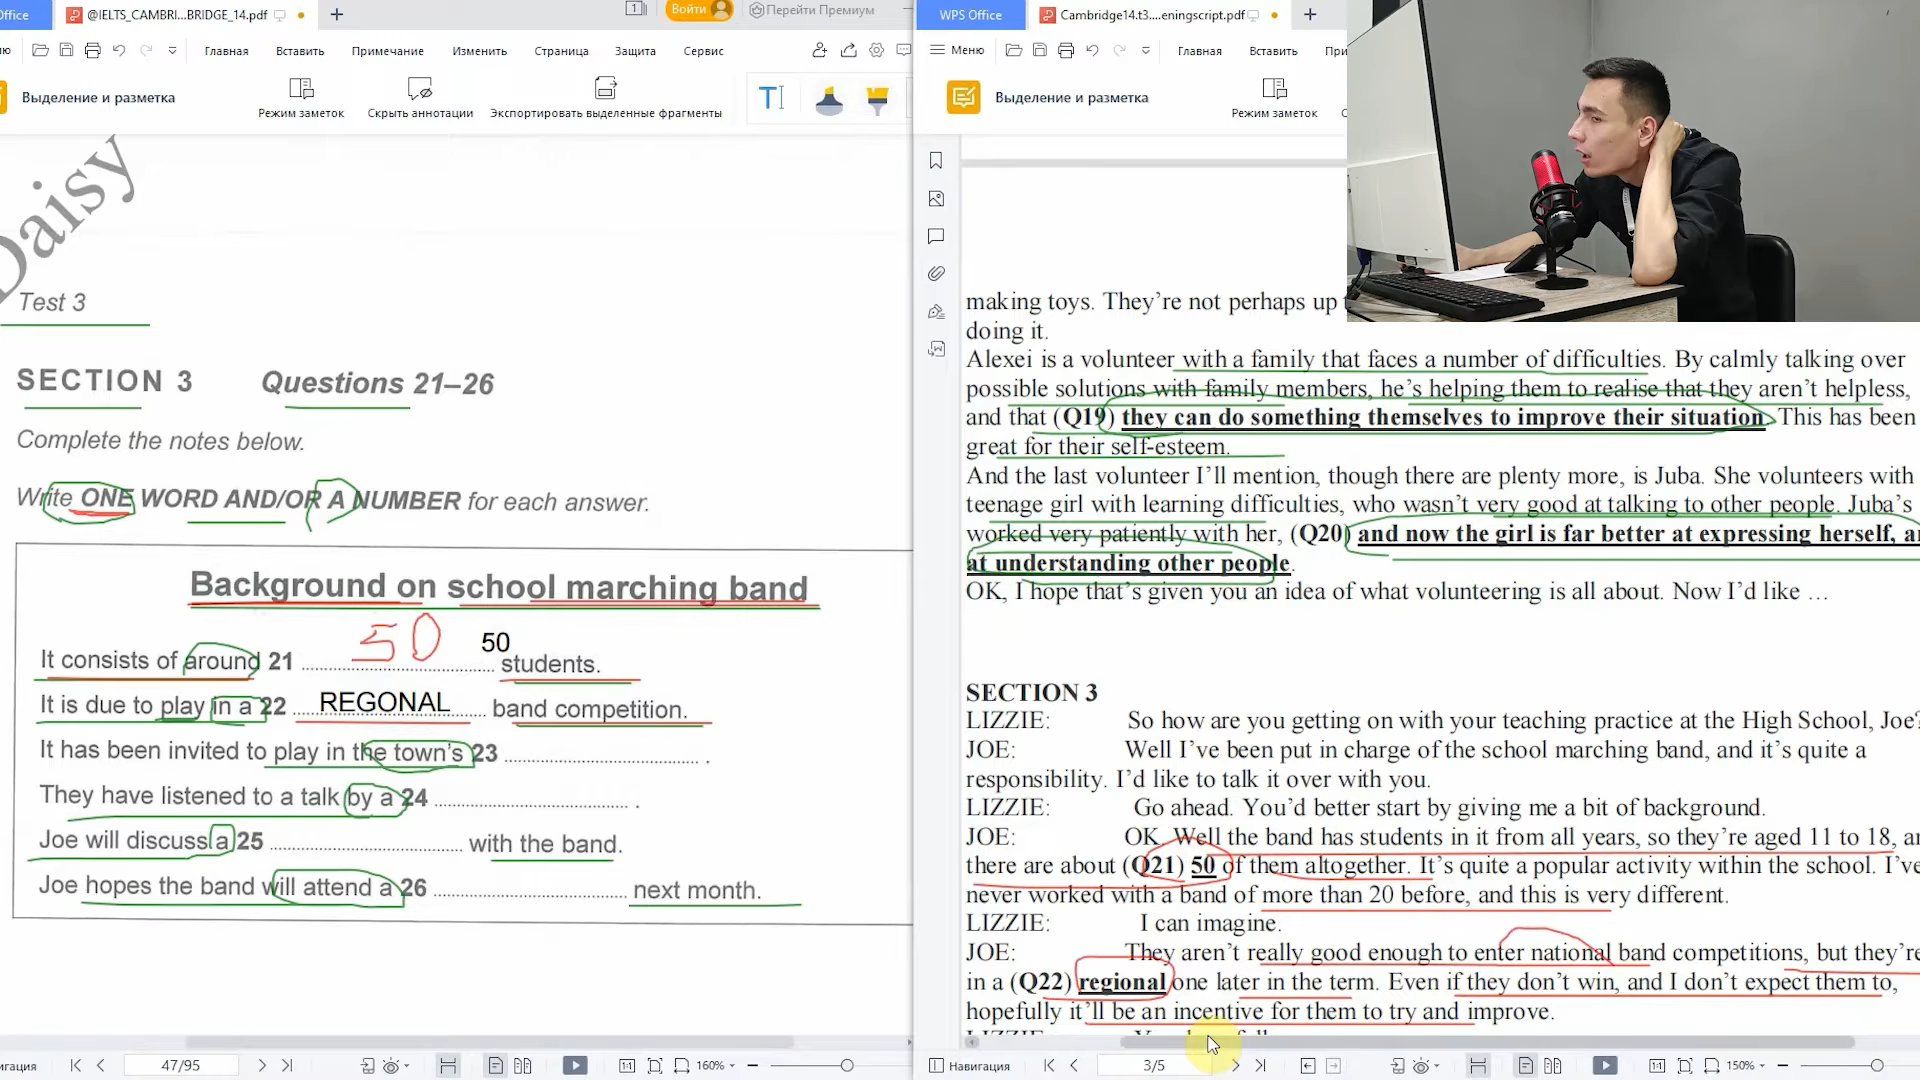 Office
@IELTS_CAMBRI...BRIDGE_14.pdf
Войти
Перейти Премиум
Главная
Вставить
Примечание
Изменить
Страница
Защита
Сервис
Выделение и разметка
Режим заметок
Скрыть аннотации
Экспортировать выделенные фрагменты
Daisy
Test 3
SECTION 3 Questions 21–26
Complete the notes below.
Write ONE WORD AND/OR A NUMBER for each answer.
Background on school marching band
50 50
It consists of around 21 ........ students.
It is due to play in a 22 REGONAL band competition.
It has been invited to play in the town's 23 ........ .
They have listened to a talk by a 24 ........ .
Joe will discuss a 25 ........ with the band.
Joe hopes the band will attend a 26 ........ next month.
47/95
160%
WPS Office
Cambridge14.t3....eningscript.pdf
Меню
Главная
Вставить
При
Выделение и разметка
Режим заметок
making toys. They're not perhaps up
doing it.
Alexei is a volunteer with a family that faces a number of difficulties. By calmly talking over
possible solutions with family members, he's helping them to realise that they aren't helpless,
and that (Q19) they can do something themselves to improve their situation. This has been
great for their self-esteem.
And the last volunteer I'll mention, though there are plenty more, is Juba. She volunteers with
teenage girl with learning difficulties, who wasn't very good at talking to other people. Juba's
worked very patiently with her, (Q20) and now the girl is far better at expressing herself,
at understanding other people.
OK, I hope that's given you an idea of what volunteering is all about. Now I'd like …
SECTION 3
LIZZIE: So how are you getting on with your teaching practice at the High School, Joe?
JOE: Well I've been put in charge of the school marching band, and it's quite a
responsibility. I'd like to talk it over with you.
LIZZIE: Go ahead. You'd better start by giving me a bit of background.
JOE: OK. Well the band has students in it from all years, so they're aged 11 to 18,
there are about (Q21) 50 of them altogether. It's quite a popular activity within the school. I've
never worked with a band of more than 20 before, and this is very different.
LIZZIE: I can imagine.
JOE: They aren't really good enough to enter national band competitions, but they're
in a (Q22) regional one later in the term. Even if they don't win, and I don't expect them to,
hopefully it'll be an incentive for them to try and improve.
Навигация
3/5
150%